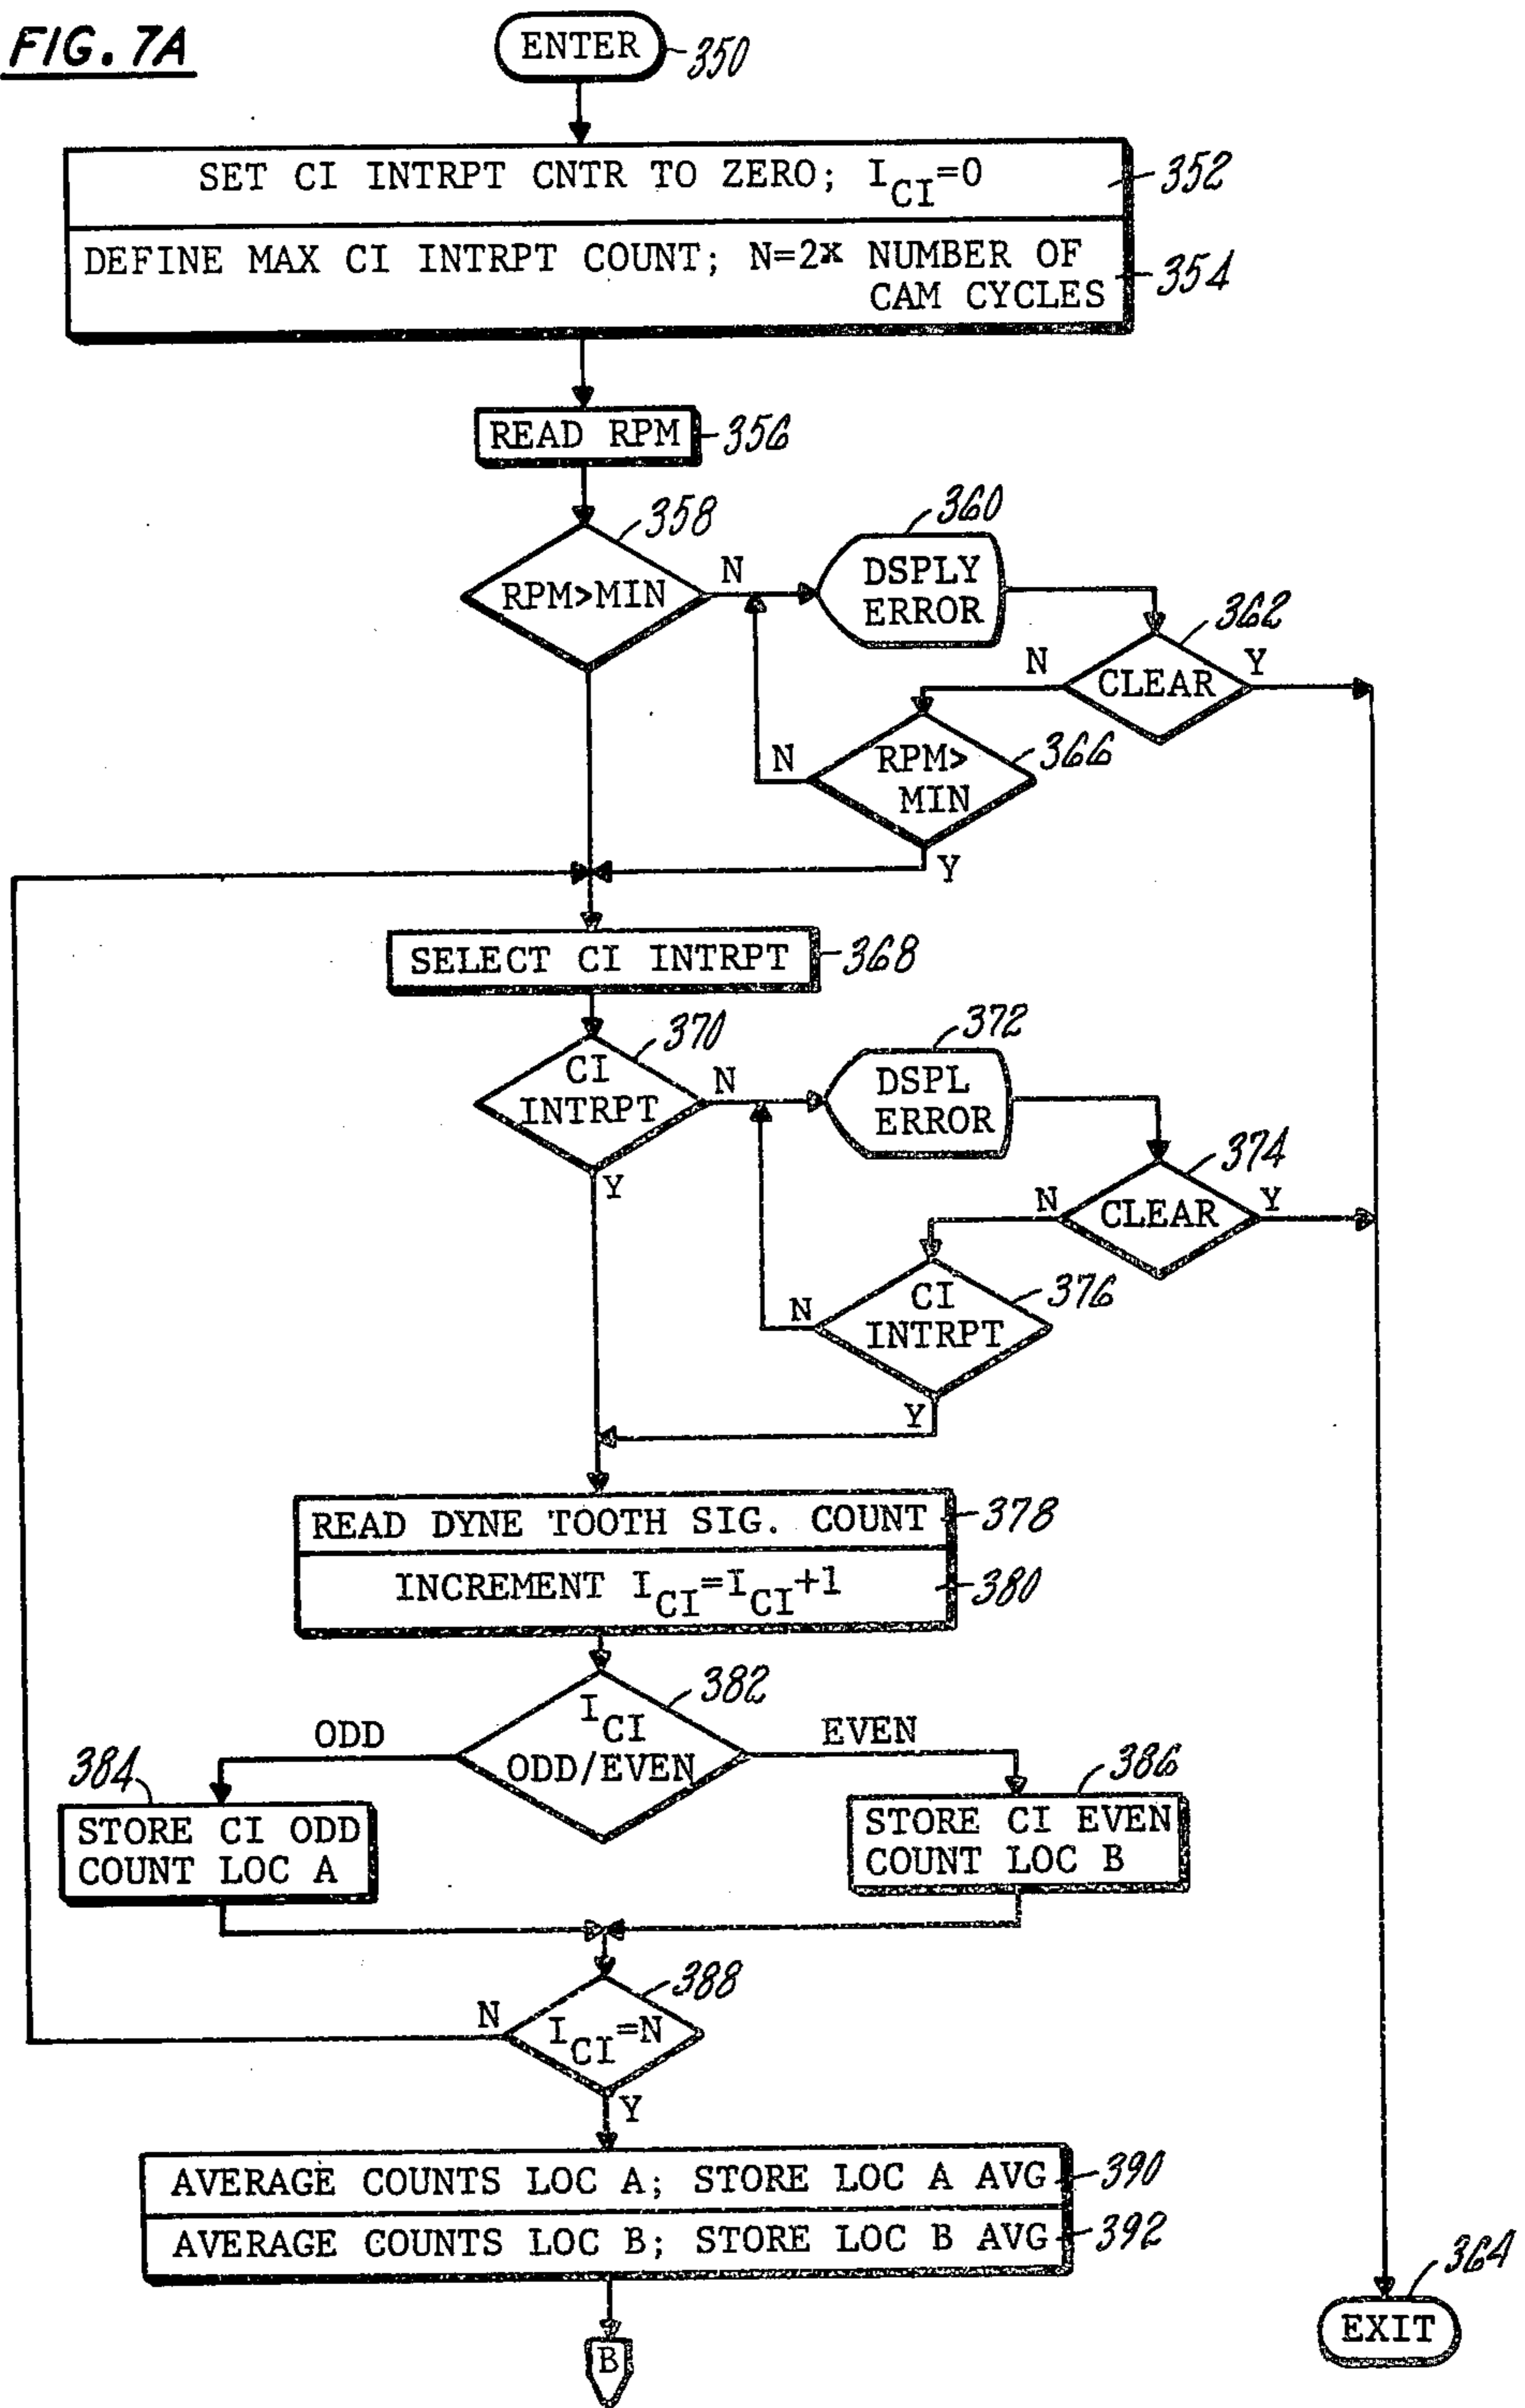 FIG. 7A
ENTER 350
SET CI INTRPT CNTR TO ZERO; I_CI=0 352
DEFINE MAX CI INTRPT COUNT; N=2x NUMBER OF
CAM CYCLES 354
READ RPM 356
358
RPM>MIN
N
360
DSPLY
ERROR
362
CLEAR
N
Y
366
RPM>
MIN
N
Y
SELECT CI INTRPT 368
370
CI
INTRPT
N
Y
372
DSPL
ERROR
374
CLEAR
N
Y
376
CI
INTRPT
N
Y
READ DYNE TOOTH SIG. COUNT 378
INCREMENT I_CI=I_CI+1 380
382
I_CI
ODD/EVEN
ODD
EVEN
384
STORE CI ODD
COUNT LOC A
386
STORE CI EVEN
COUNT LOC B
388
I_CI=N
N
Y
AVERAGE COUNTS LOC A; STORE LOC A AVG 390
AVERAGE COUNTS LOC B; STORE LOC B AVG 392
B
364
EXIT